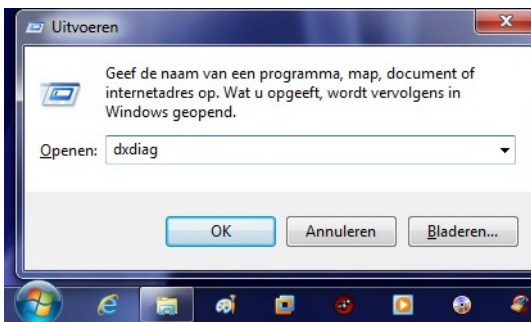 Uitvoeren
Geef de naam van een programma, map, document of
internetadres op. Wat u opgeeft, wordt vervolgens in
Windows geopend.
Openen: dxdiag
OK Annuleren Bladeren...